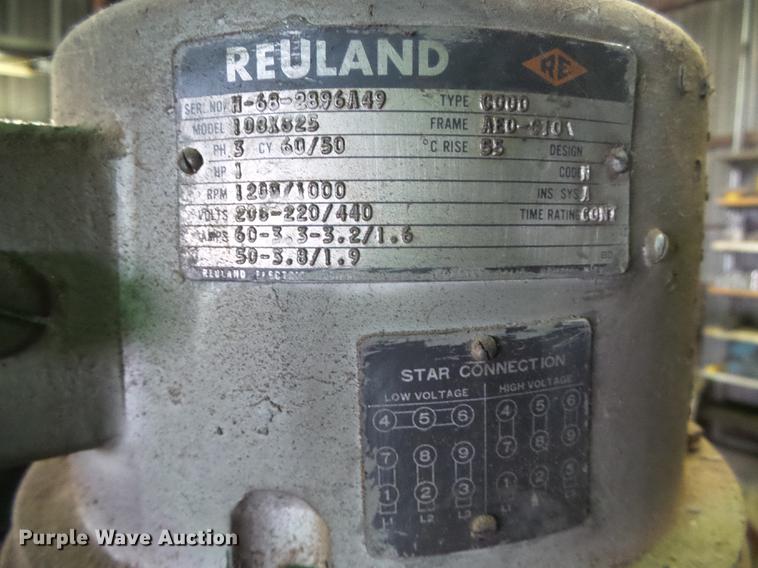 REULAND RE
SER. NO. H-68-2896A49 TYPE C000
MODEL 100X525 FRAME
PH. 3 CY 60/50 °C RISE 55 DESIGN
HP 1 CODE
RPM 1200/1000 INS SYS
VOLTS 208-220/440 TIME RATING CONT
AMPS 60-3.3-3.2/1.6
50-3.8/1.9
REULAND ELECTRIC
STAR CONNECTION
LOW VOLTAGE HIGH VOLTAGE
4 5 6 4 5 6
7 8 9 7 8 9
1 2 3 1 2 3
L1 L2 L3 L1 L2 L3
Purple Wave Auction